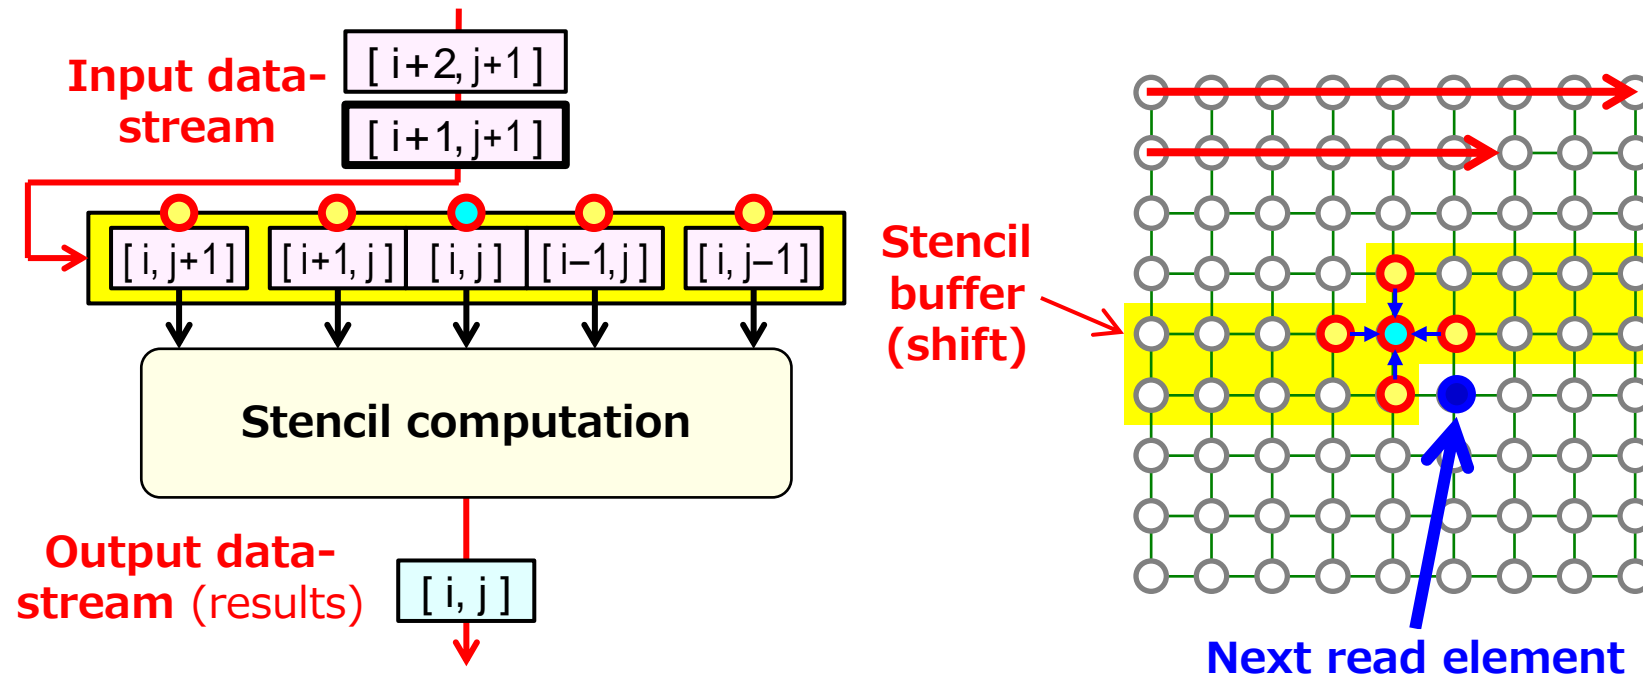 Input data-
stream
[ i+2, j+1 ]
[ i+1, j+1 ]
[ i, j+1 ] [ i+1, j ] [ i, j ] [ i−1, j ] [ i, j−1 ]
Stencil computation
Output data-
stream (results)
[ i, j ]
Stencil
buffer
(shift)
Next read element